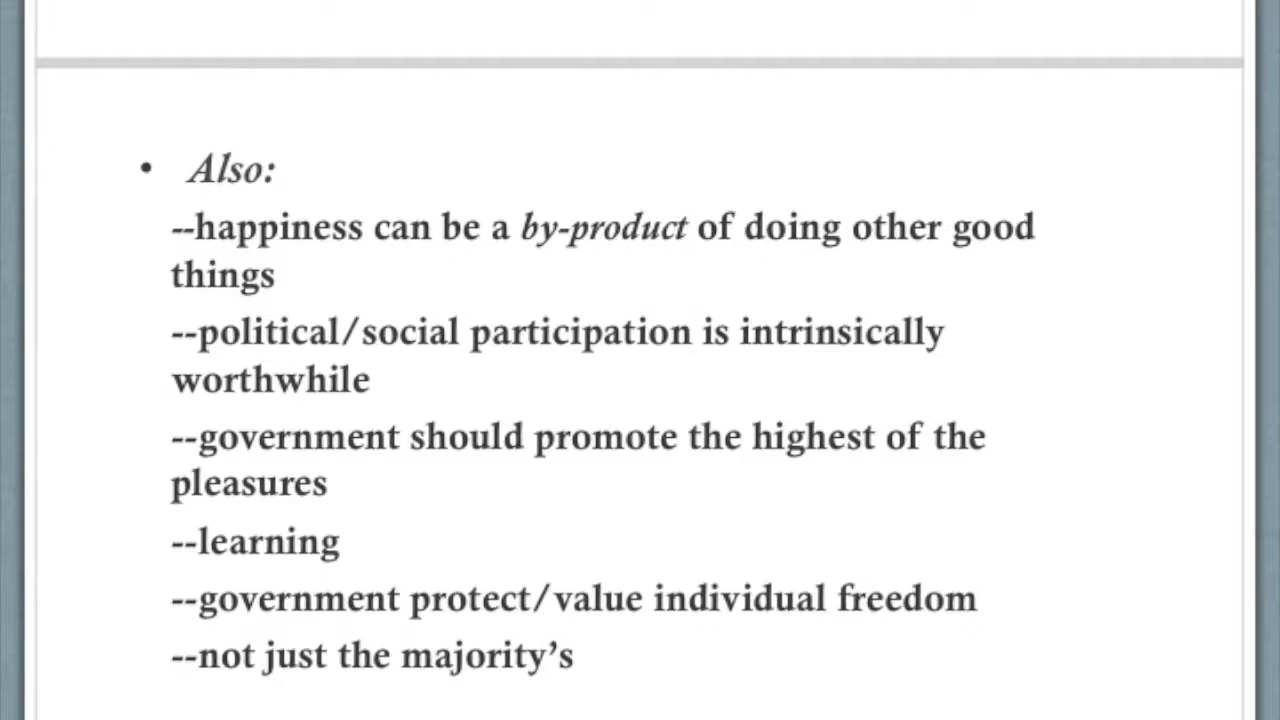 • Also:
--happiness can be a by-product of doing other good
things
--political/social participation is intrinsically
worthwhile
--government should promote the highest of the
pleasures
--learning
--government protect/value individual freedom
--not just the majority’s